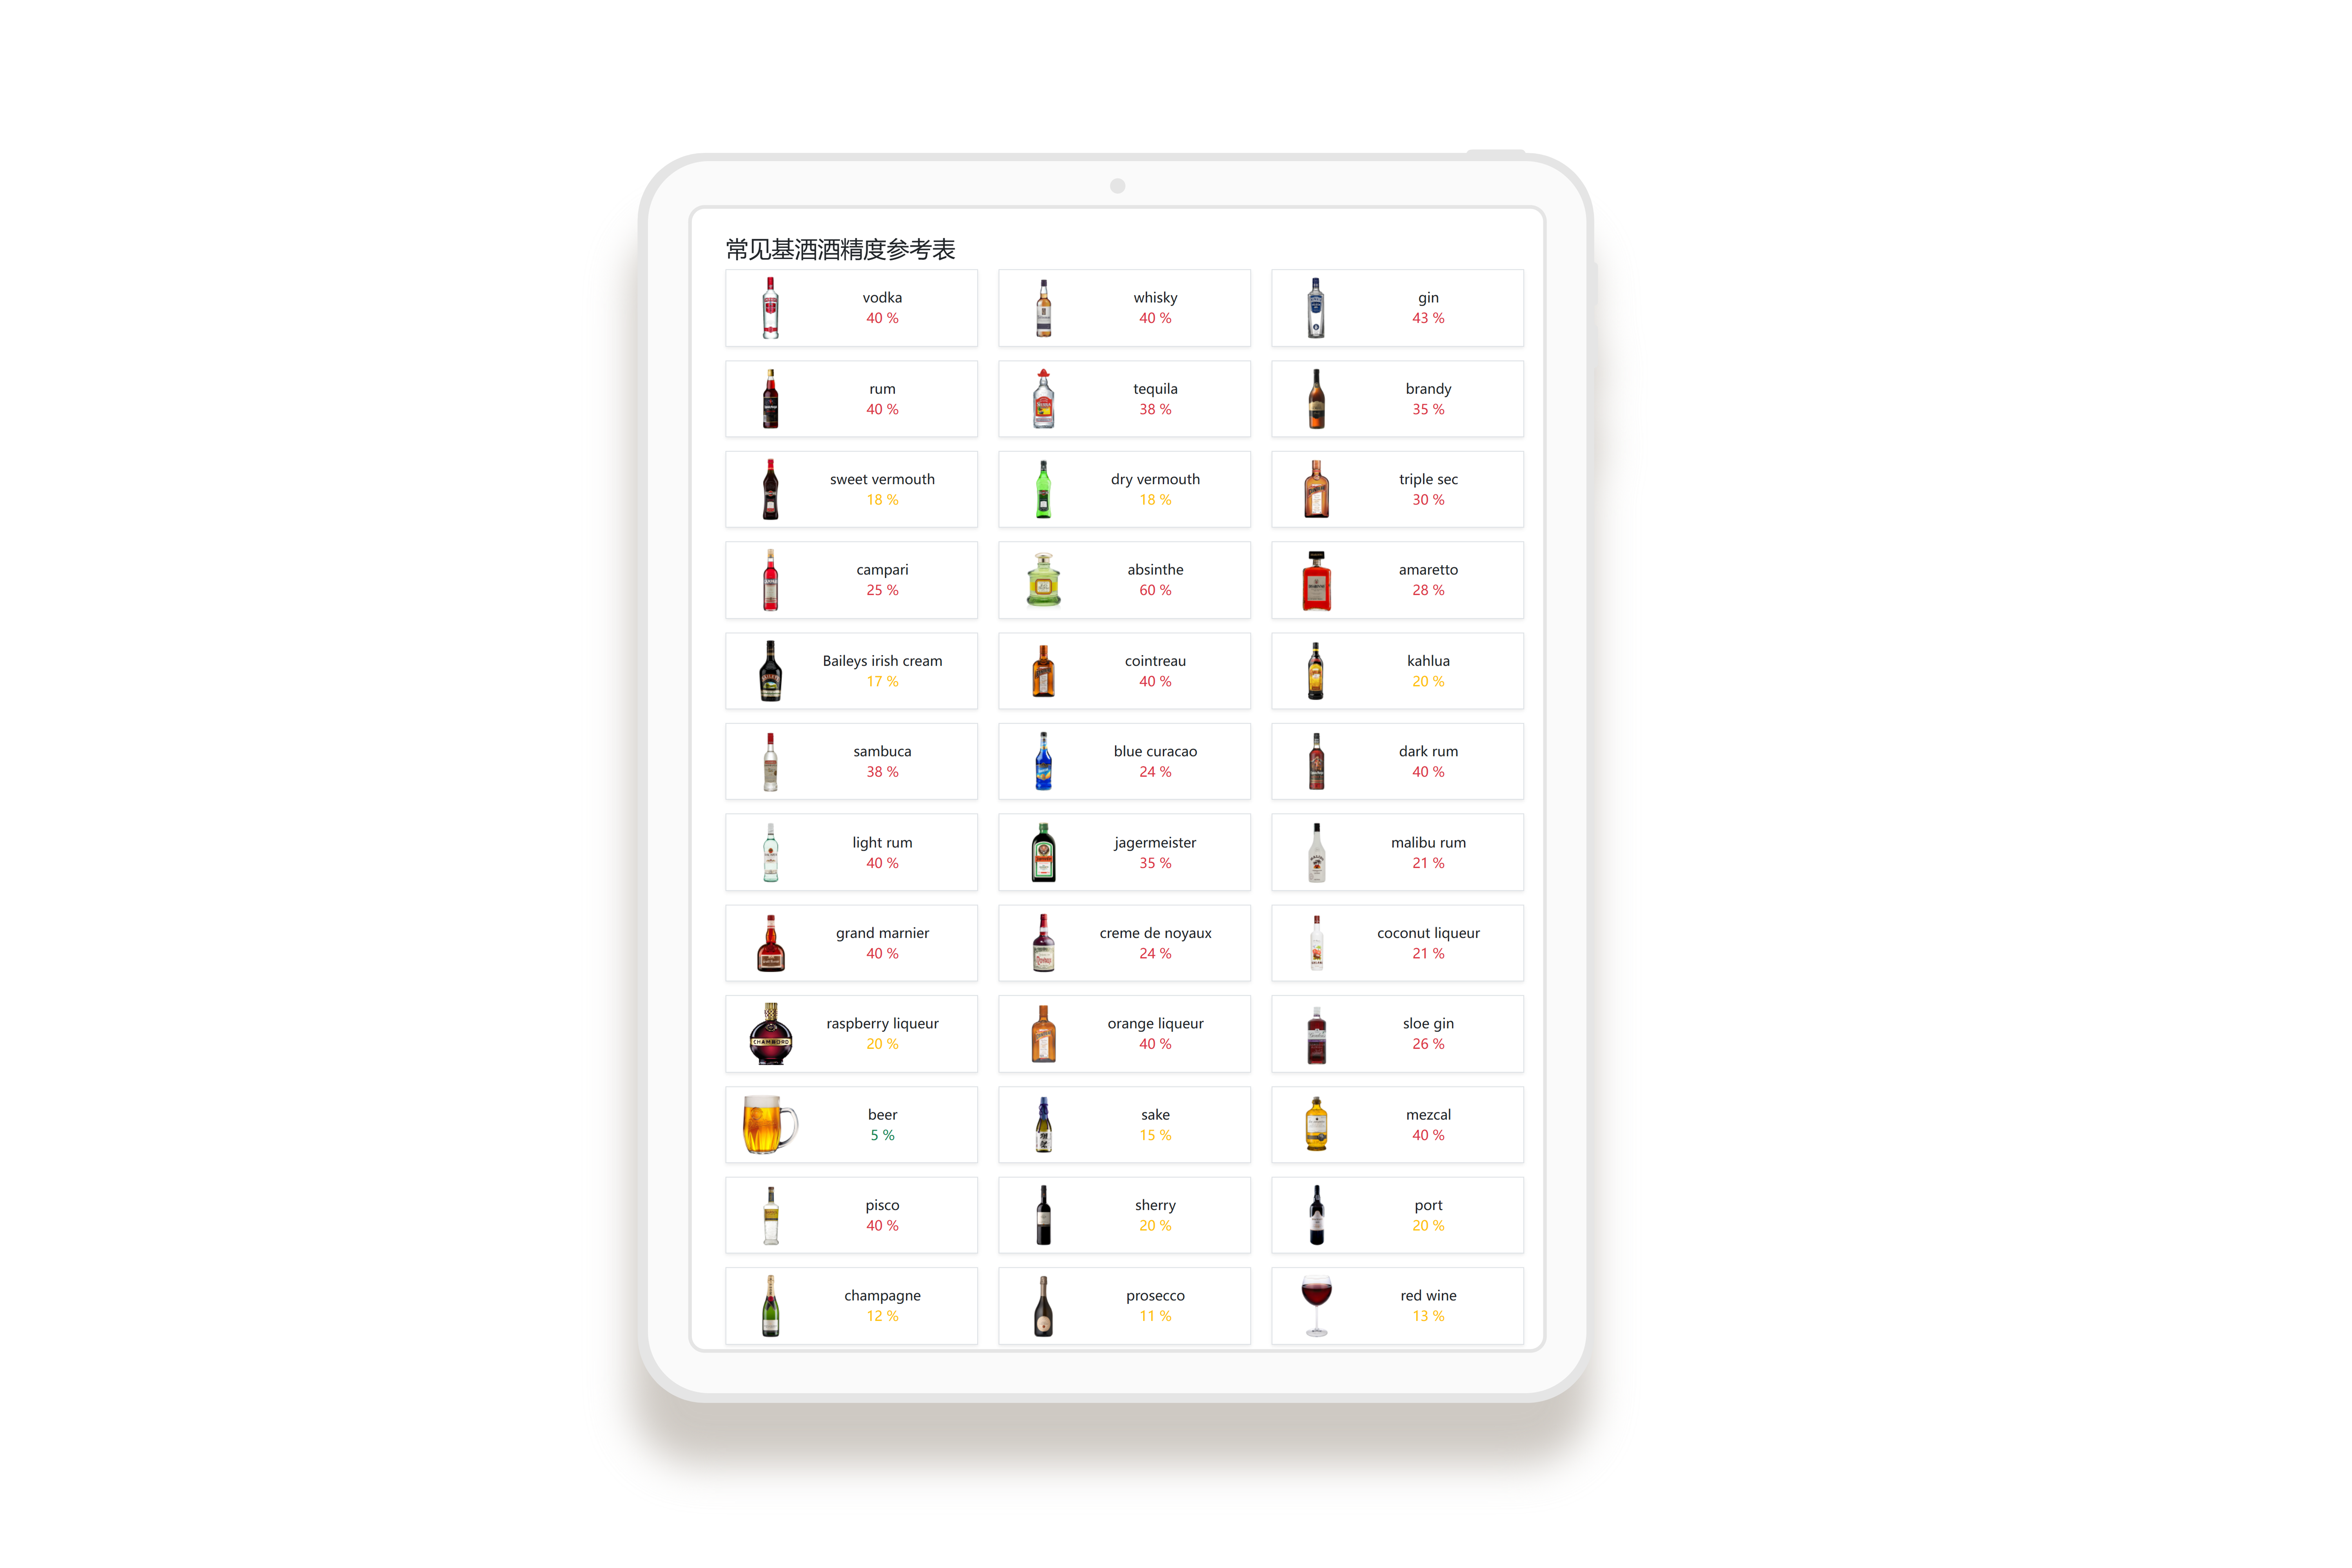 常见基酒酒精度参考表
vodka
40 %
whisky
40 %
gin
43 %
rum
40 %
tequila
38 %
brandy
35 %
sweet vermouth
18 %
dry vermouth
18 %
triple sec
30 %
campari
25 %
absinthe
60 %
amaretto
28 %
Baileys irish cream
17 %
cointreau
40 %
kahlua
20 %
sambuca
38 %
blue curacao
24 %
dark rum
40 %
light rum
40 %
jagermeister
35 %
malibu rum
21 %
grand marnier
40 %
creme de noyaux
24 %
coconut liqueur
21 %
CHAMBORD
raspberry liqueur
20 %
orange liqueur
40 %
sloe gin
26 %
beer
5 %
sake
15 %
mezcal
40 %
pisco
40 %
sherry
20 %
port
20 %
champagne
12 %
prosecco
11 %
red wine
13 %